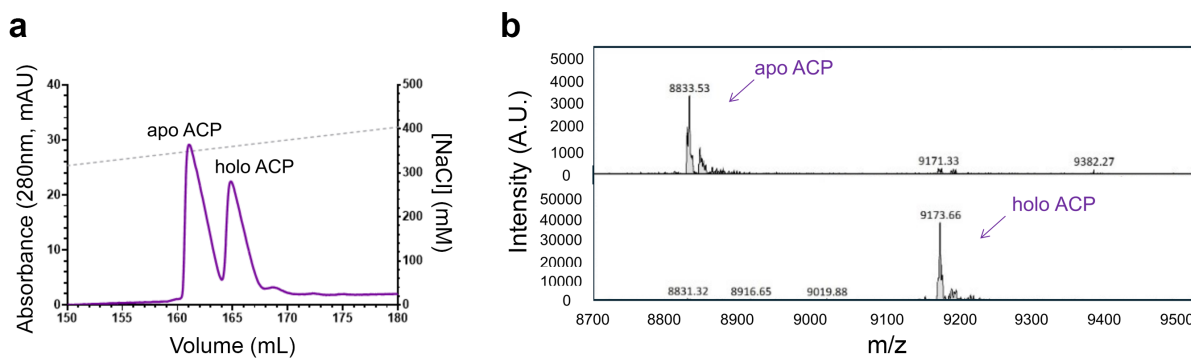 a
apo ACP
holo ACP
40
30
20
10
0
500
400
300
200
100
0
150 155 160 165 170 175 180
Absorbance (280nm, mAU)
[NaCl] (mM)
Volume (mL)
b
5000
4000
3000
2000
1000
0
8833.53
apo ACP
9171.33
9382.27
50000
40000
30000
20000
10000
0
9173.66
holo ACP
8831.32 8916.65 9019.88
8700 8800 8900 9000 9100 9200 9300 9400 9500
Intensity (A.U.)
m/z